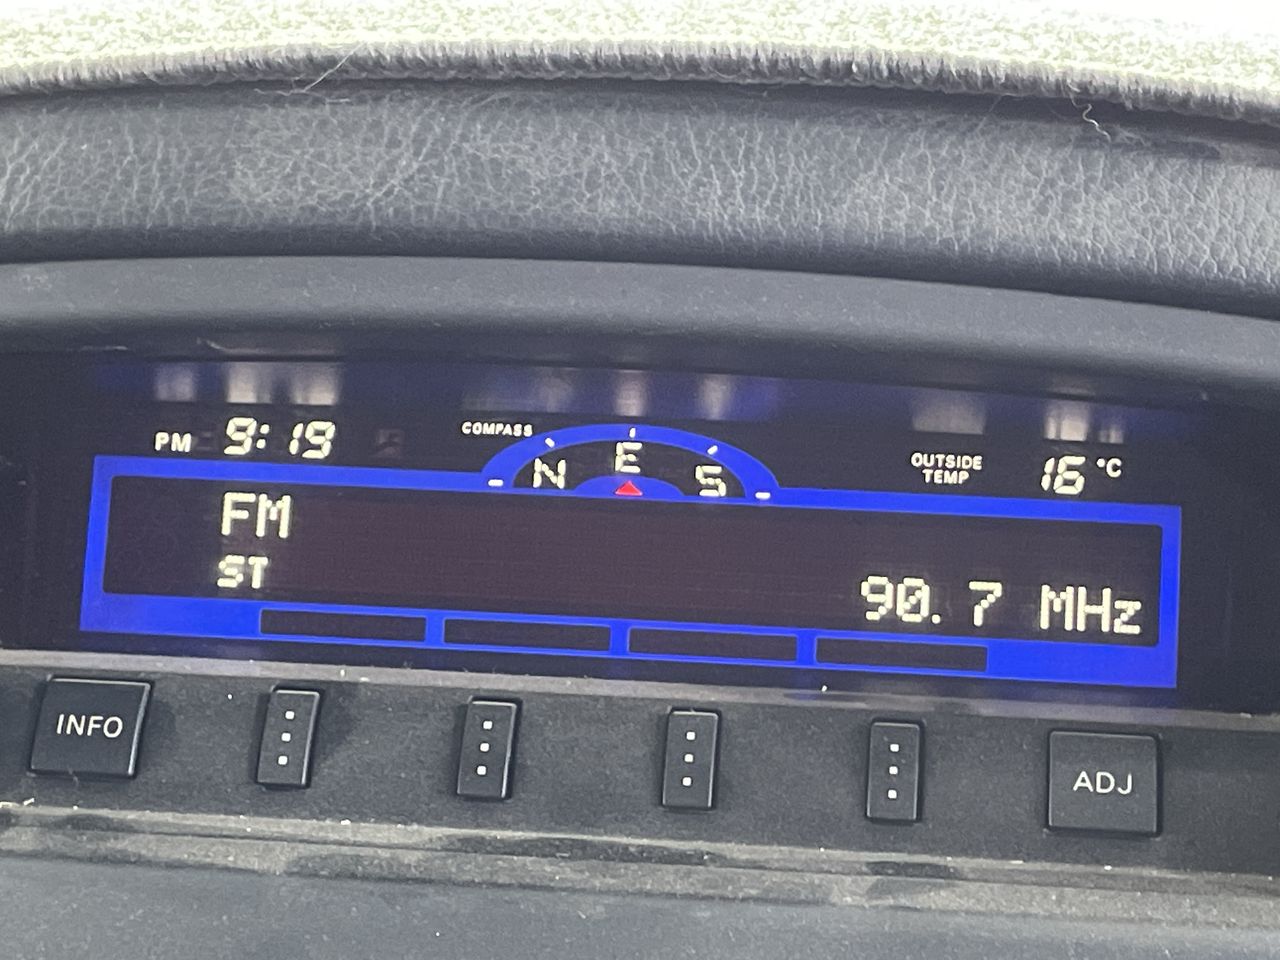 PM 9:19
COMPASS
N E S
OUTSIDE
TEMP
16 °C
FM
ST
90.7 MHz
INFO
ADJ